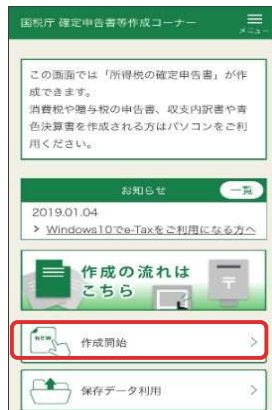 国税庁 確定申告書等作成コーナー
メニュー
この画面では「所得税の確定申告書」が作
成できます。
消費税や贈与税の申告書、収支内訳書や青
色決算書を作成される方はパソコンをご利
用ください。
お知らせ
一覧
2019.01.04
> Windows10でe-Taxをご利用になる方へ
作成の流れは
こちら
NEW
作成開始 >
保存データ利用 >